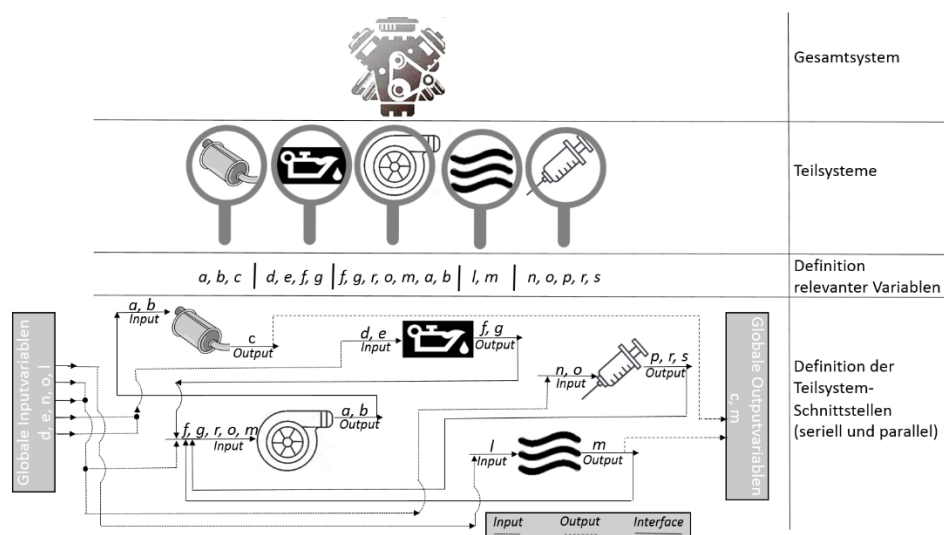 Gesamtsystem
Teilsysteme
a, b, c | d, e, f, g | f, g, r, o, m, a, b | l, m | n, o, p, r, s
Definition
relevanter Variablen
Globale Inputvariablen
d, e, n, o, l
a, b
Input
c
Output
d, e
Input
f, g
Output
n, o
Input
p, r, s
Output
f, g, r, o, m
Input
a, b
Output
l
Input
m
Output
Globale Outputvariablen
c, m
Definition der
Teilsystem-
Schnittstellen
(seriell und parallel)
Input Output Interface